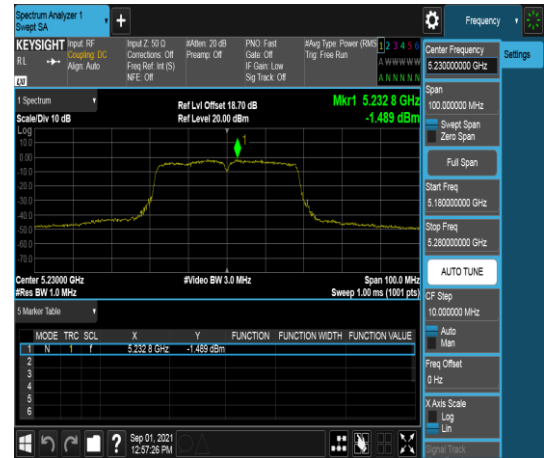 Spectrum Analyzer 1
Swept SA
+
Frequency
KEYSIGHT Input: RF Input Z: 50 Ω #Atten: 20 dB PNO: Fast #Avg Type: Power (RMS 1 2 3 4 5 6
RL Coupling: DC Corrections: Off Preamp: Off Gate: Off Trig: Free Run
Align: Auto Freq Ref: Int (S) IF Gain: Low A W W W W W
NFE: Off Sig Track: Off A N N N N N
LXI
1 Spectrum
Ref Lvl Offset 18.70 dB Mkr1 5.232 8 GHz
Scale/Div 10 dB Ref Level 20.00 dBm -1.489 dBm
Log
1
10.0
0.00
-10.0
-20.0
-30.0
-40.0
-50.0
-60.0
-70.0
Center 5.23000 GHz #Video BW 3.0 MHz Span 100.0 MHz
#Res BW 1.0 MHz Sweep 1.00 ms (1001 pts)
5 Marker Table
MODE TRC SCL X Y FUNCTION FUNCTION WIDTH FUNCTION VALUE
1 N 1 f 5.232 8 GHz -1.489 dBm
2
3
4
5
6
Center Frequency
5.230000000 GHz
Settings
Span
100.000000 MHz
Swept Span
Zero Span
Full Span
Start Freq
5.180000000 GHz
Stop Freq
5.280000000 GHz
AUTO TUNE
CF Step
10.000000 MHz
Auto
Man
Freq Offset
0 Hz
X Axis Scale
Log
Lin
Signal Track
?
Sep 01, 2021
12:57:26 PM